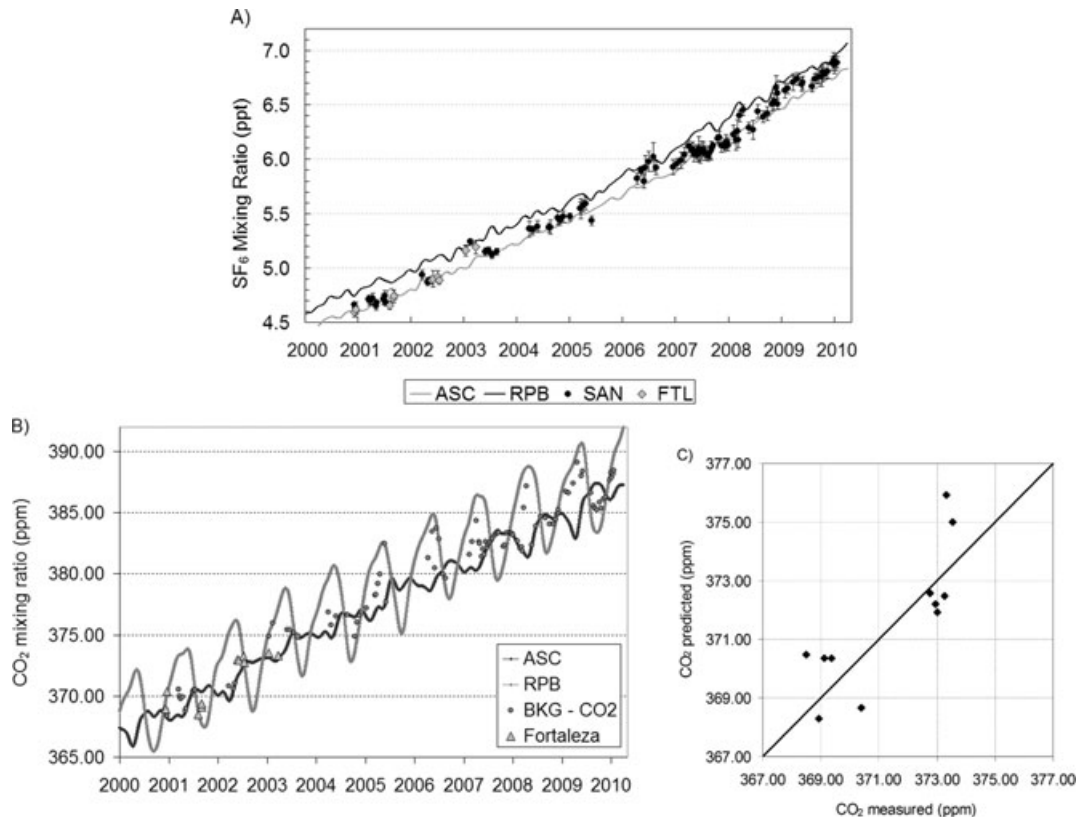 A)
SF₆ Mixing Ratio (ppt)
7.0
6.5
6.0
5.5
5.0
4.5
2000 2001 2002 2003 2004 2005 2006 2007 2008 2009 2010
ASC RPB SAN FTL
B)
CO₂ mixing ratio (ppm)
390.00
385.00
380.00
375.00
370.00
365.00
2000 2001 2002 2003 2004 2005 2006 2007 2008 2009 2010
ASC
RPB
BKG - CO2
Fortaleza
C)
CO₂ predicted (ppm)
377.00
375.00
373.00
371.00
369.00
367.00
367.00 369.00 371.00 373.00 375.00 377.00
CO₂ measured (ppm)